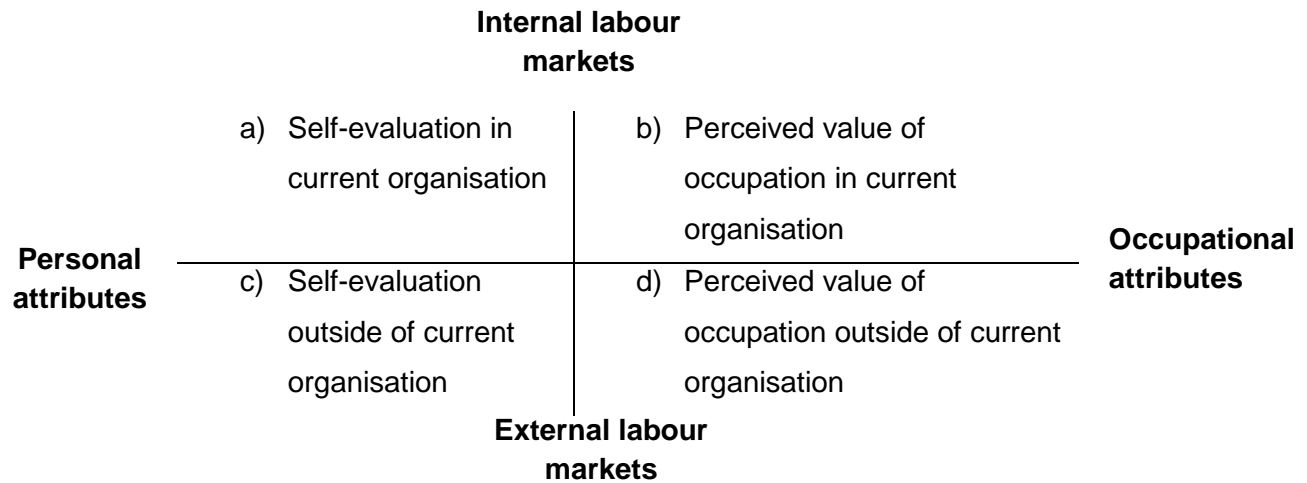 Internal labour
markets
a) Self-evaluation in
current organisation
b) Perceived value of
occupation in current
organisation
Personal
attributes
Occupational
attributes
c) Self-evaluation
outside of current
organisation
d) Perceived value of
occupation outside of current
organisation
External labour
markets